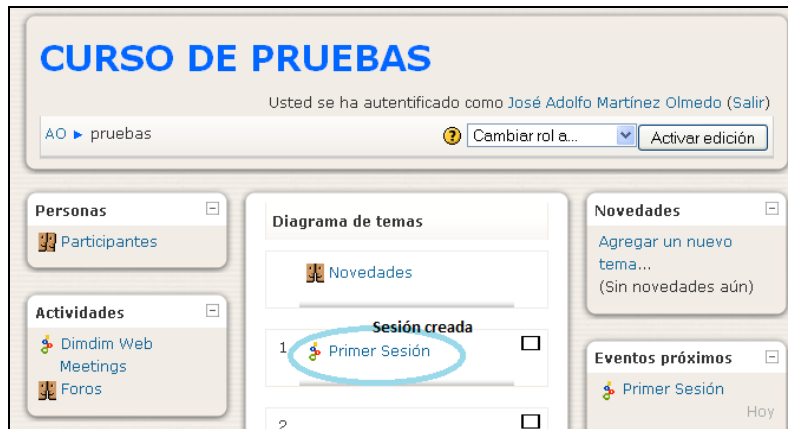 CURSO DE PRUEBAS
Usted se ha autentificado como José Adolfo Martínez Olmedo (Salir)
AO ► pruebas
Cambiar rol a...
Activar edición
Personas
Participantes
Actividades
Dimdim Web
Meetings
Foros
Diagrama de temas
Novedades
Sesión creada
1
Primer Sesión
2
Novedades
Agregar un nuevo
tema...
(Sin novedades aún)
Eventos próximos
Primer Sesión
Hoy